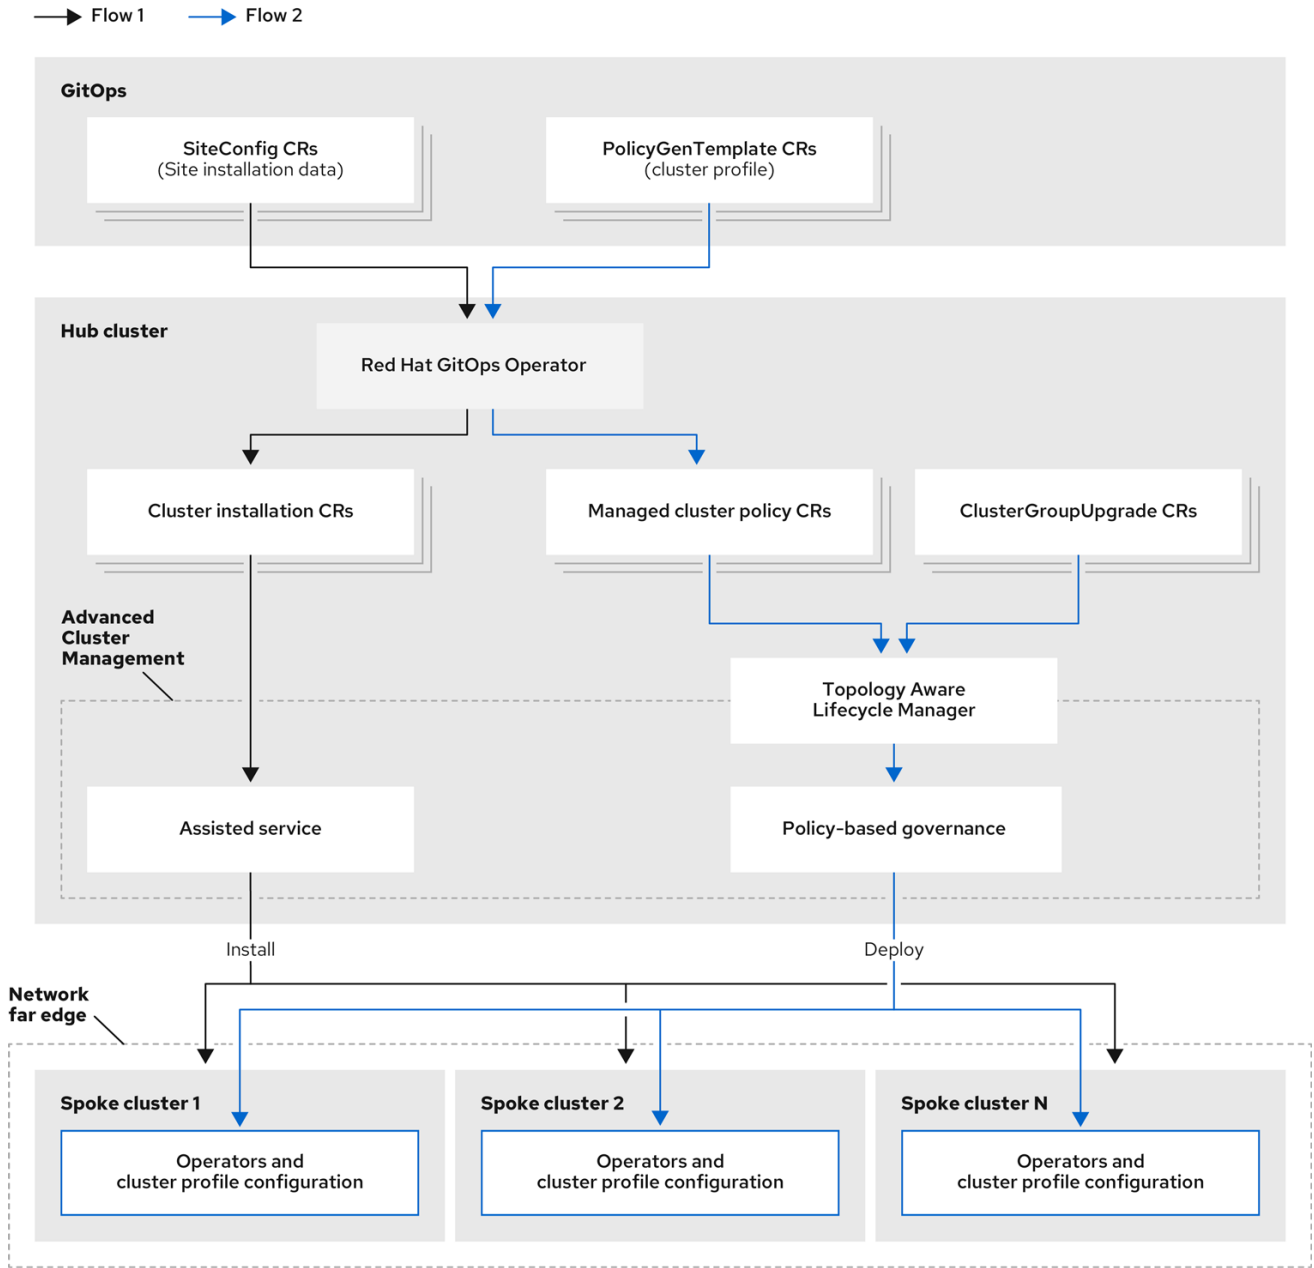 Flow 1
Flow 2
GitOps
SiteConfig CRs
(Site installation data)
PolicyGenTemplate CRs
(cluster profile)
Hub cluster
Red Hat GitOps Operator
Cluster installation CRs
Managed cluster policy CRs
ClusterGroupUpgrade CRs
Advanced
Cluster
Management
Topology Aware
Lifecycle Manager
Assisted service
Policy-based governance
Install
Deploy
Network
far edge
Spoke cluster 1
Operators and
cluster profile configuration
Spoke cluster 2
Operators and
cluster profile configuration
Spoke cluster N
Operators and
cluster profile configuration